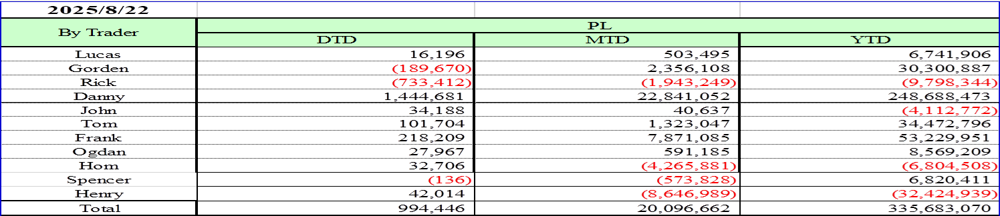 2025/8/22
By Trader PL
DTD MTD YTD
Lucas 16,196 503,495 6,741,906
Gorden (189,670) 2,356,108 30,300,887
Rick (733,412) (1,943,249) (9,798,344)
Danny 1,444,681 22,841,052 248,688,473
John 34,188 40,637 (4,112,772)
Tom 101,704 1,323,047 34,472,796
Frank 218,209 7,871,085 53,229,951
Ogdan 27,967 591,185 8,569,209
Hom 32,706 (4,265,881) (6,804,508)
Spencer (136) (573,828) 6,820,411
Henry 42,014 (8,646,989) (32,424,939)
Total 994,446 20,096,662 335,683,070